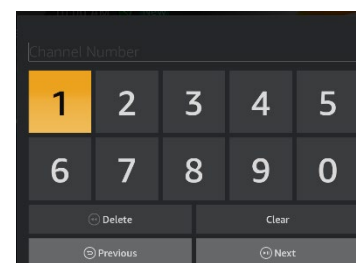 Channel Number
1 2 3 4 5
6 7 8 9 0
Delete Clear
Previous Next